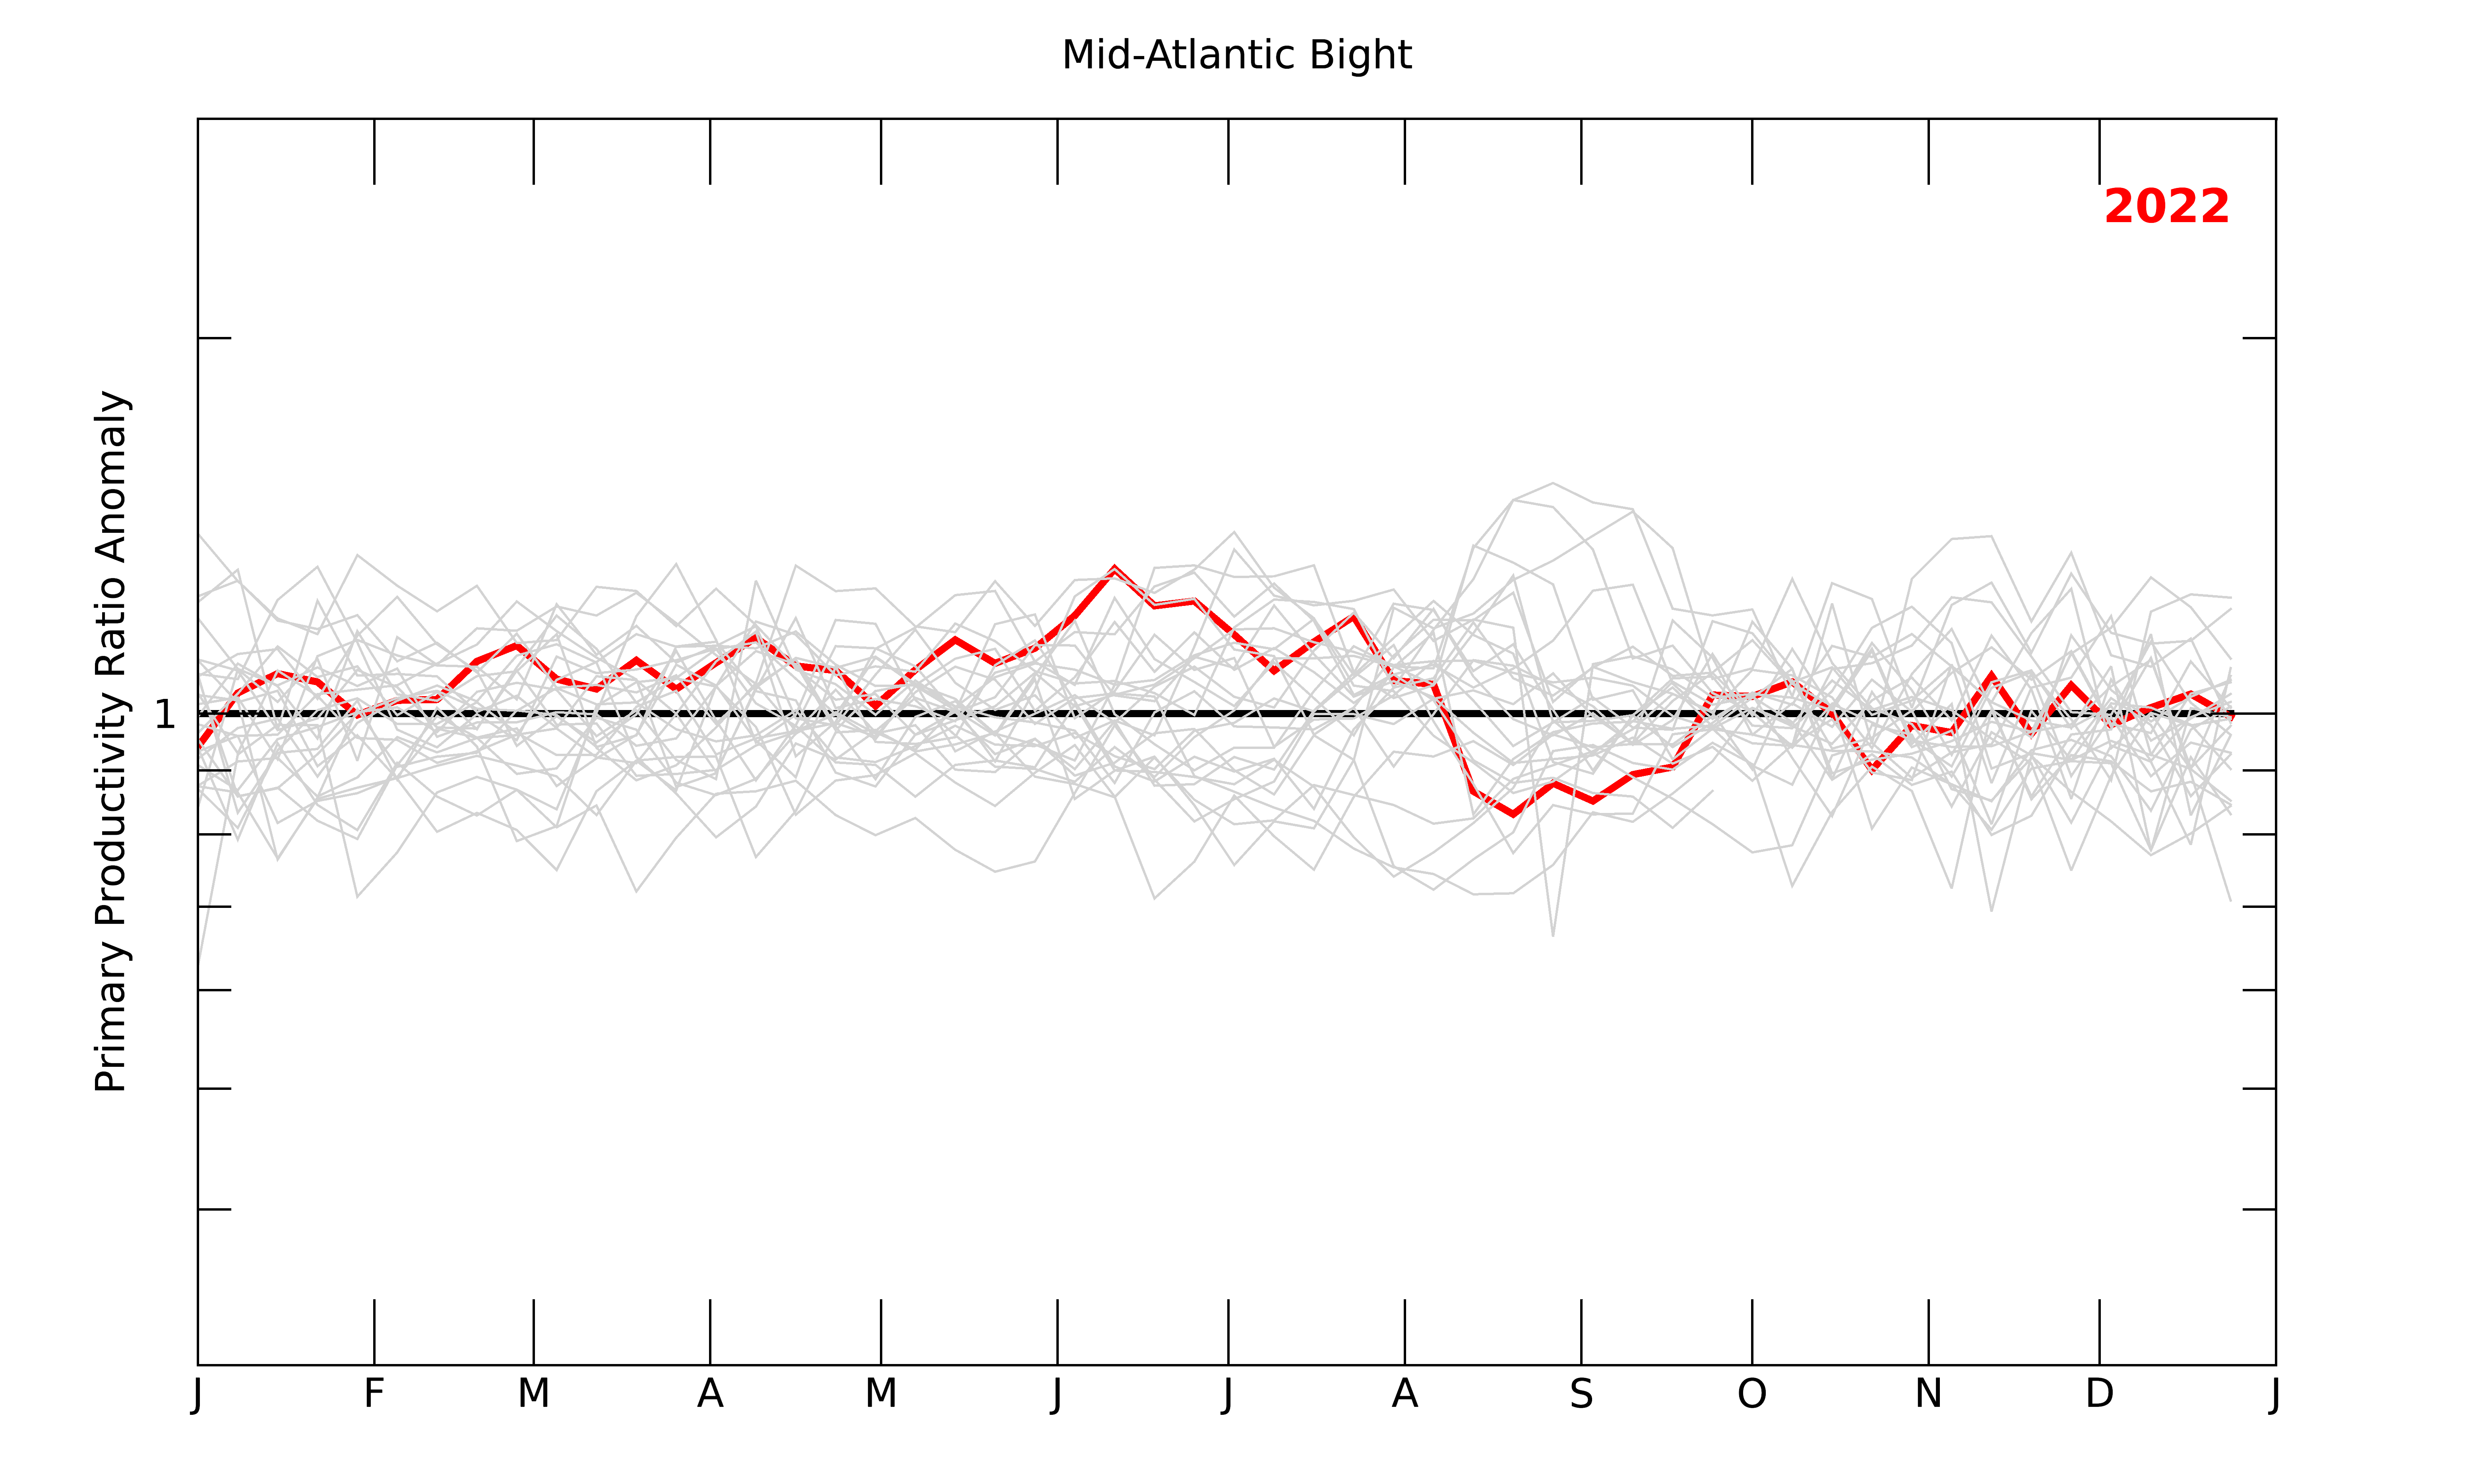 Mid-Atlantic Bight
2022
Primary Productivity Ratio Anomaly
1
J F M A M J J A S O N D J